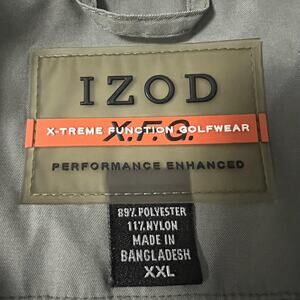 IZOD
X.F.G.
X-TREME FUNCTION GOLFWEAR
PERFORMANCE ENHANCED
89% POLYESTER
11% NYLON
MADE IN
BANGLADESH
XXL